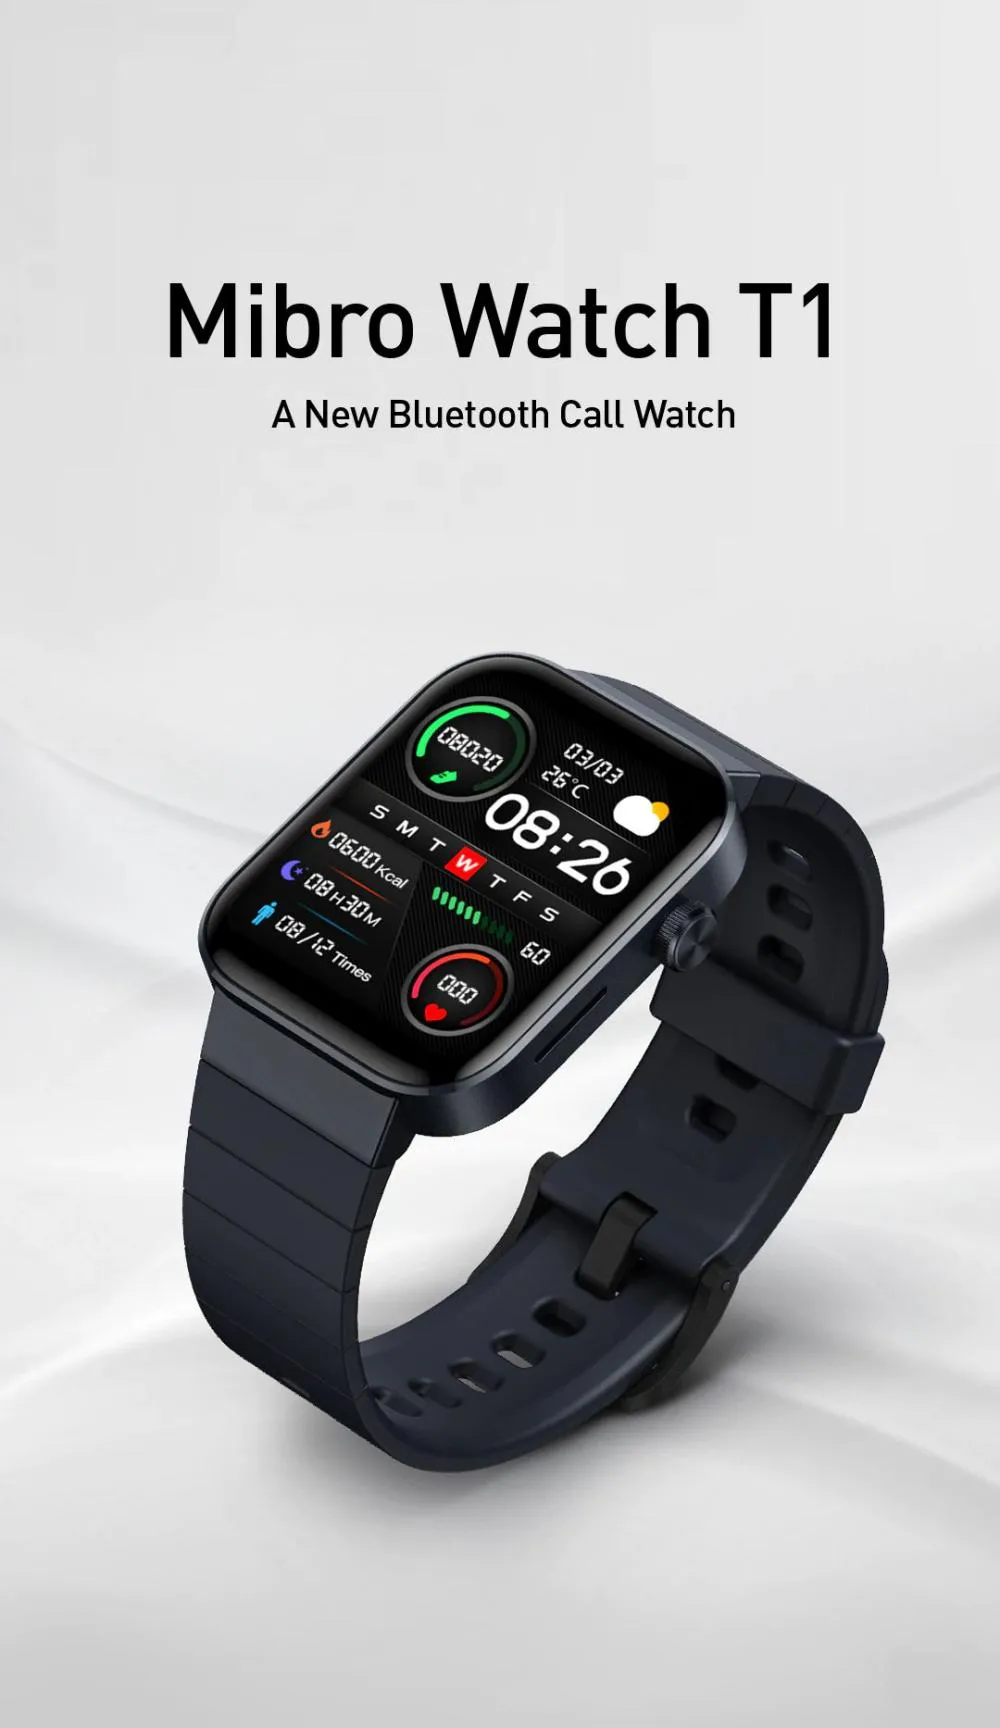 Mibro Watch T1
A New Bluetooth Call Watch
08020
03/03
26°C
08:26
S M T W T F S
0600 Kcal
08H30M
08/12 Times
60
000